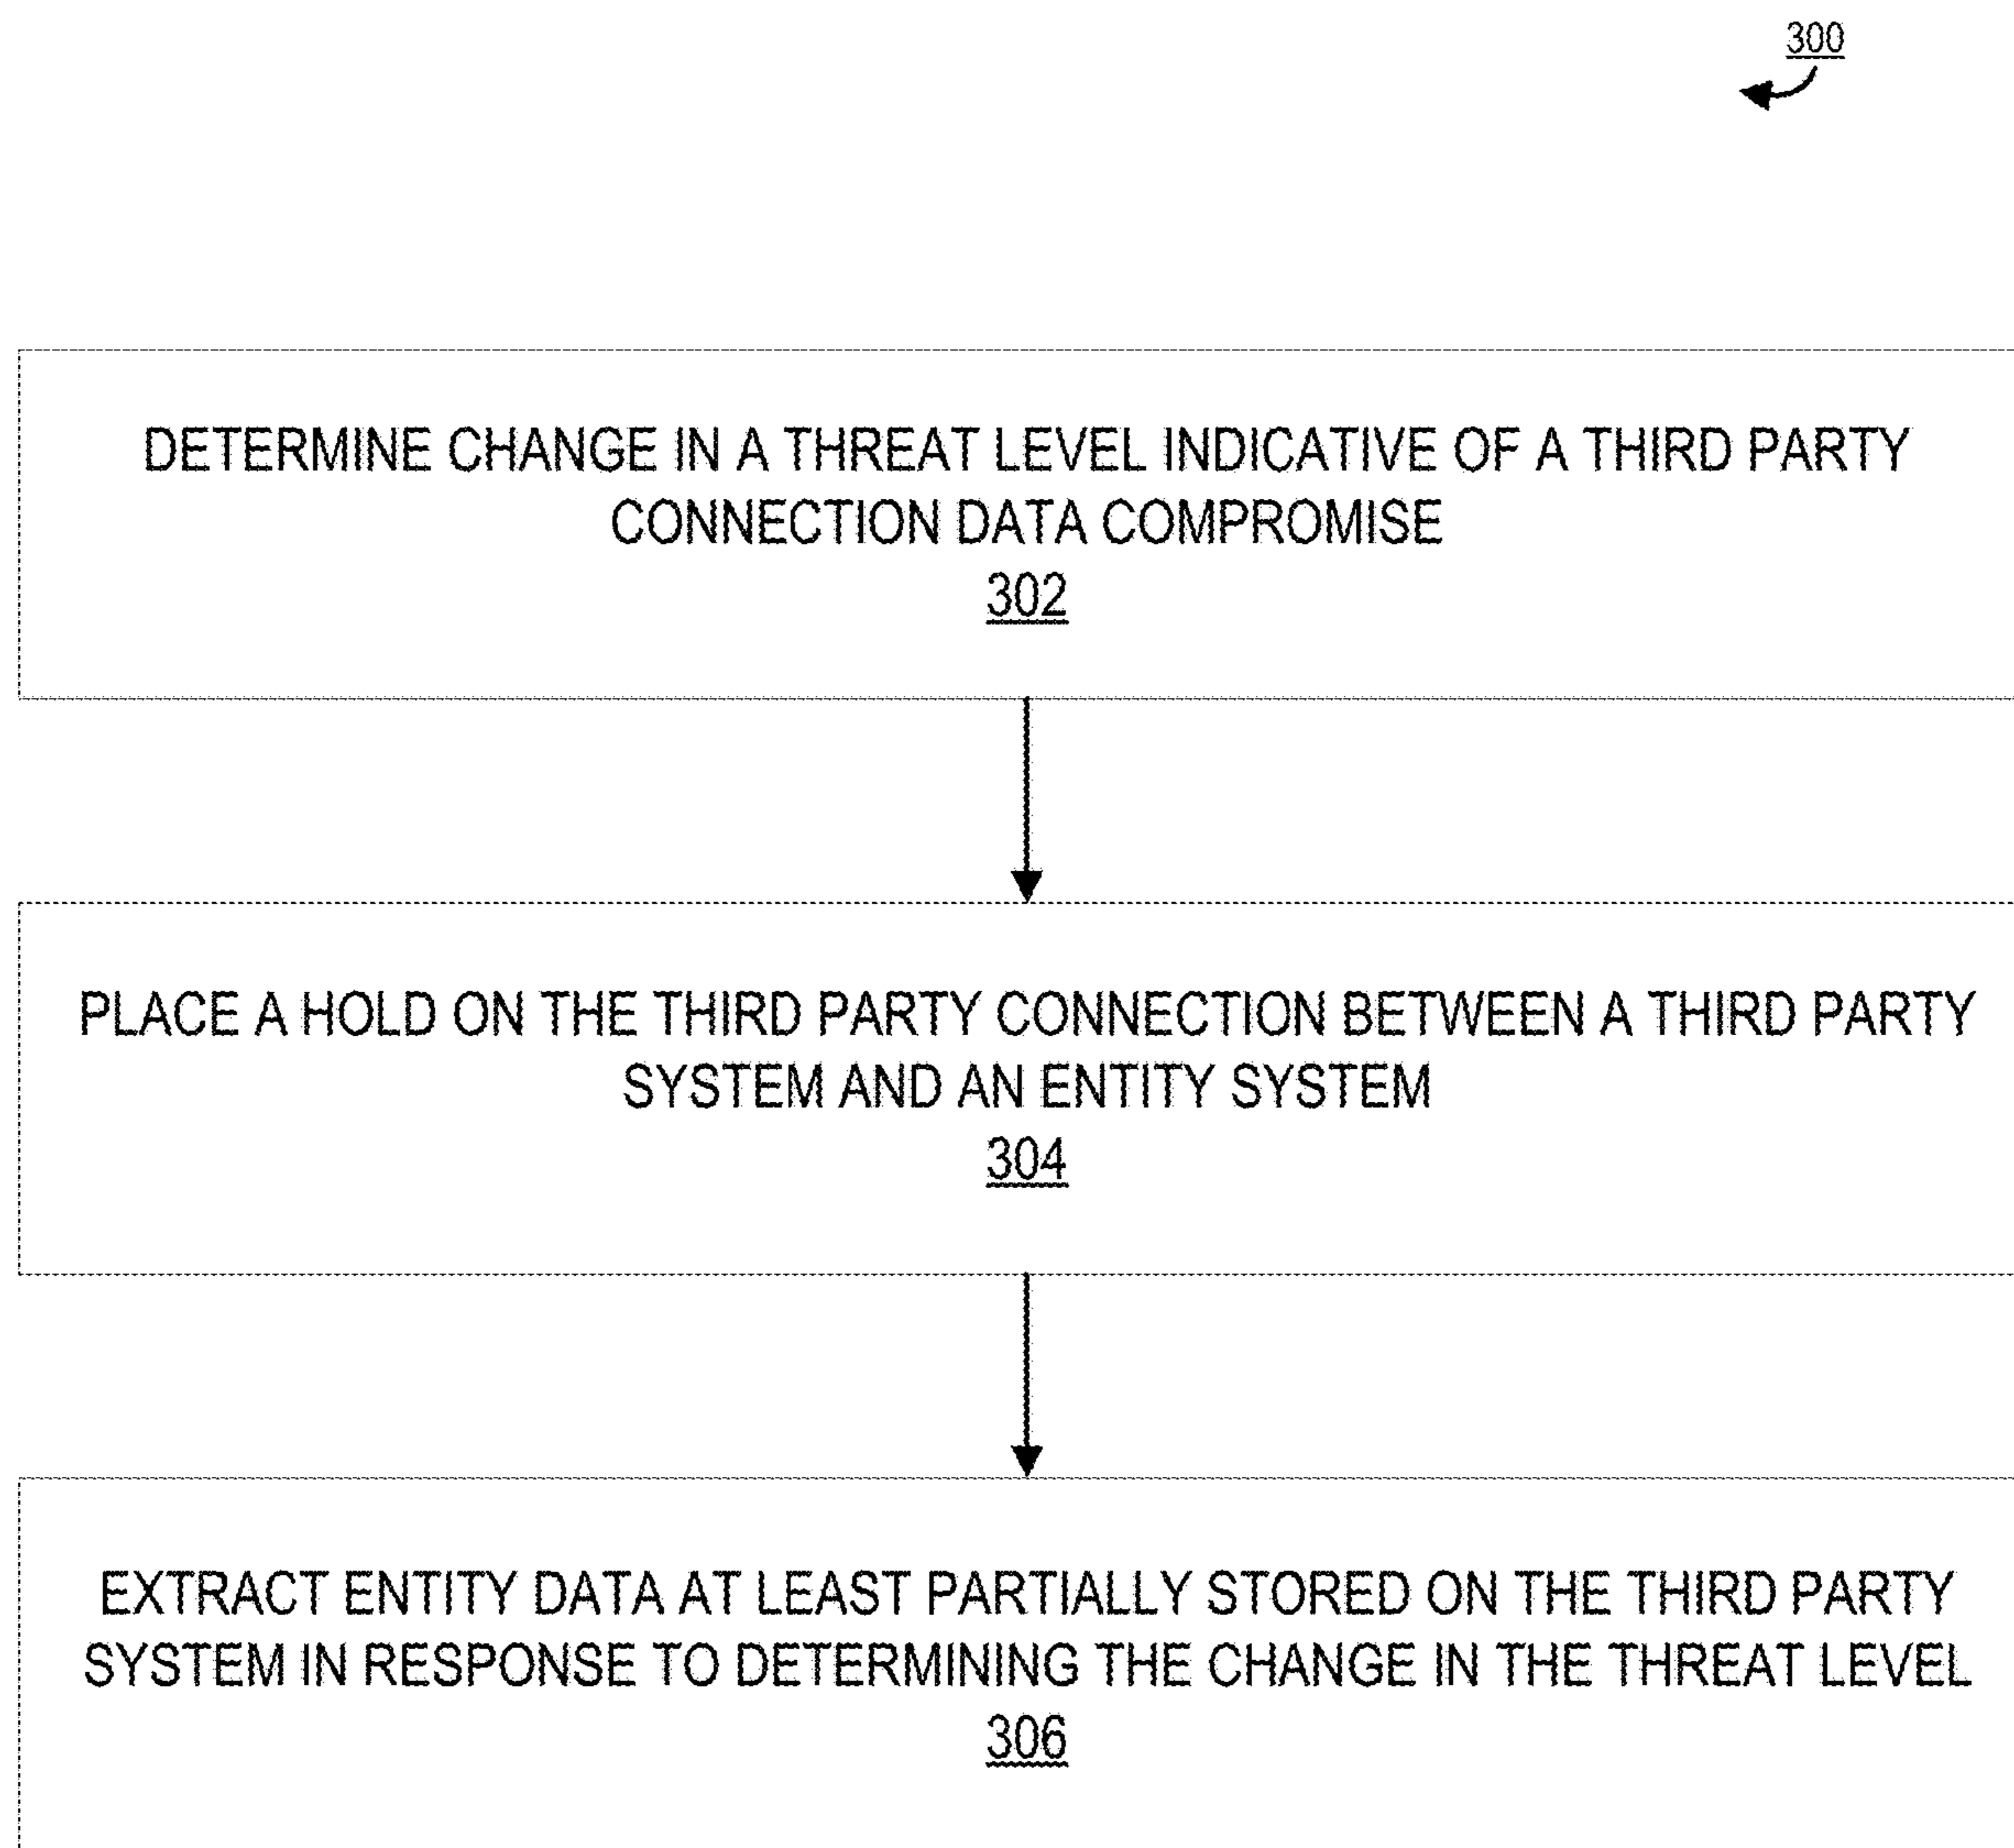 300
DETERMINE CHANGE IN A THREAT LEVEL INDICATIVE OF A THIRD PARTY
CONNECTION DATA COMPROMISE
302
PLACE A HOLD ON THE THIRD PARTY CONNECTION BETWEEN A THIRD PARTY
SYSTEM AND AN ENTITY SYSTEM
304
EXTRACT ENTITY DATA AT LEAST PARTIALLY STORED ON THE THIRD PARTY
SYSTEM IN RESPONSE TO DETERMINING THE CHANGE IN THE THREAT LEVEL
306